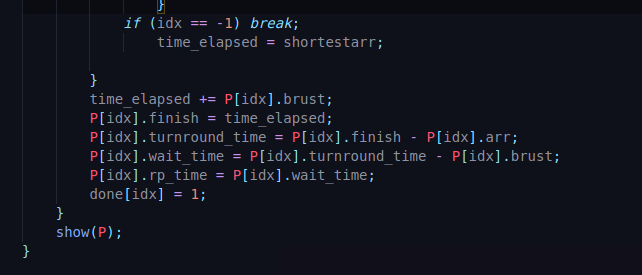 }
if (idx == -1) break;
time_elapsed = shortestarr;
}
time_elapsed += P[idx].brust;
P[idx].finish = time_elapsed;
P[idx].turnround_time = P[idx].finish - P[idx].arr;
P[idx].wait_time = P[idx].turnround_time - P[idx].brust;
P[idx].rp_time = P[idx].wait_time;
done[idx] = 1;
}
show(P);
}